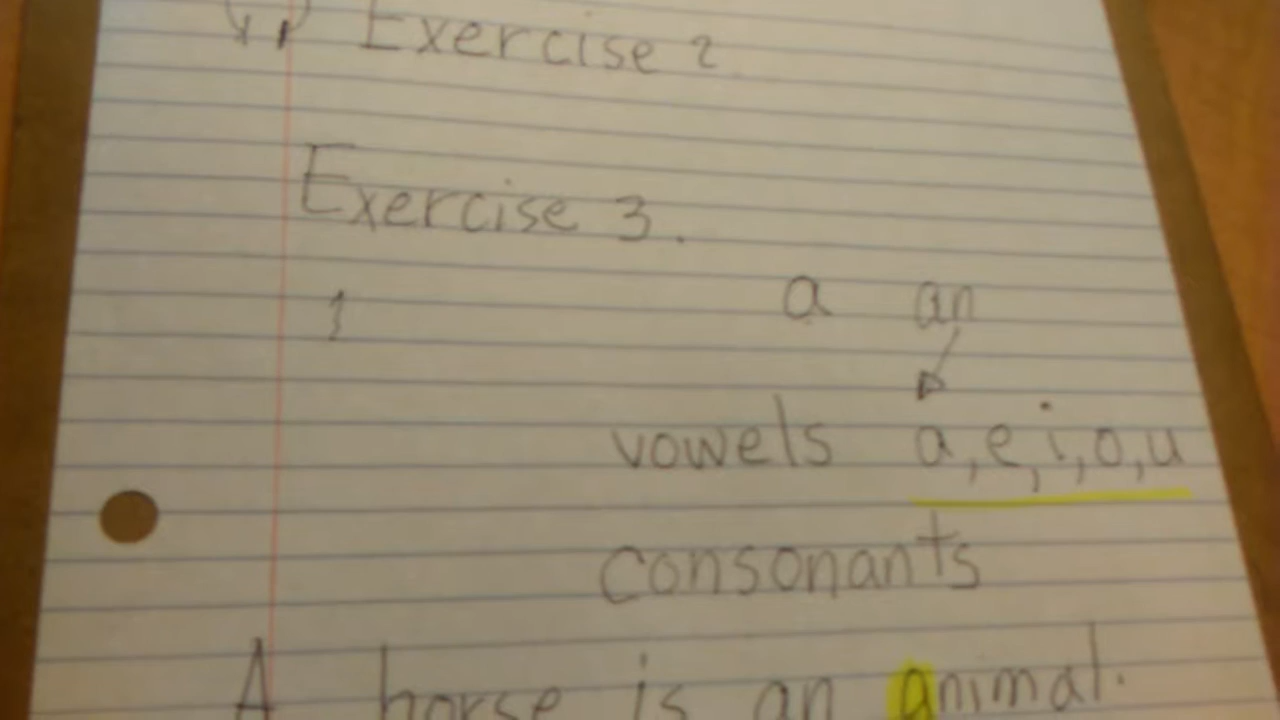 Exercise 2
Exercise 3.
1 a an
vowels a,e,i,o,u
consonants
A horse is an animal.